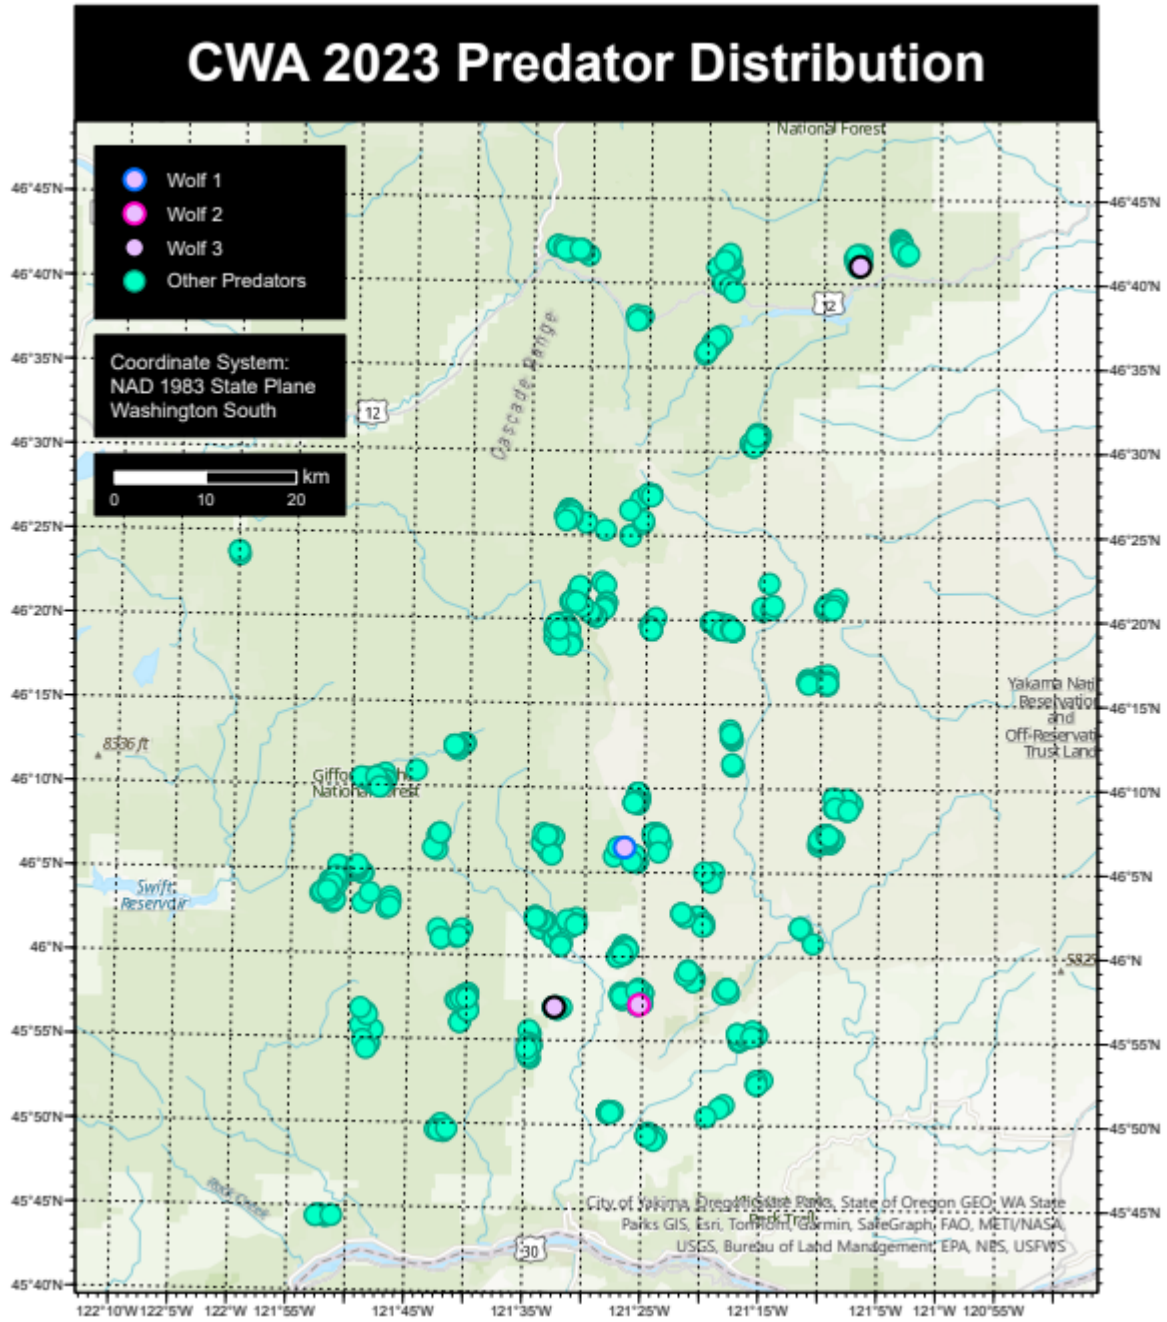 CWA 2023 Predator Distribution
National Forest
Wolf 1
Wolf 2
Wolf 3
Other Predators
Coordinate System:
NAD 1983 State Plane
Washington South
km
0 10 20
46°45'N
46°40'N
46°35'N
46°30'N
46°25'N
46°20'N
46°15'N
46°10'N
46°5'N
46°N
45°55'N
45°50'N
45°45'N
45°40'N
46°45'N
46°40'N
46°35'N
46°30'N
46°25'N
46°20'N
46°15'N
46°10'N
46°5'N
46°N
45°55'N
45°50'N
45°45'N
12
12
Cascade Range
Yakama Nati
Reservation
and
Off-Reservati
Trust Land
8336 ft
National Forest
Swift
Reservoir
Rock Creek
30
City of Yakima, Oregon State Parks, State of Oregon GEO, WA State
Parks GIS, Esri, TomTom, Garmin, SafeGraph, FAO, METI/NASA,
USGS, Bureau of Land Management, EPA, NPS, USFWS
122°10'W 122°5'W 122°W 121°55'W 121°45'W 121°35'W 121°25'W 121°15'W 121°5'W 121°W 120°55'W